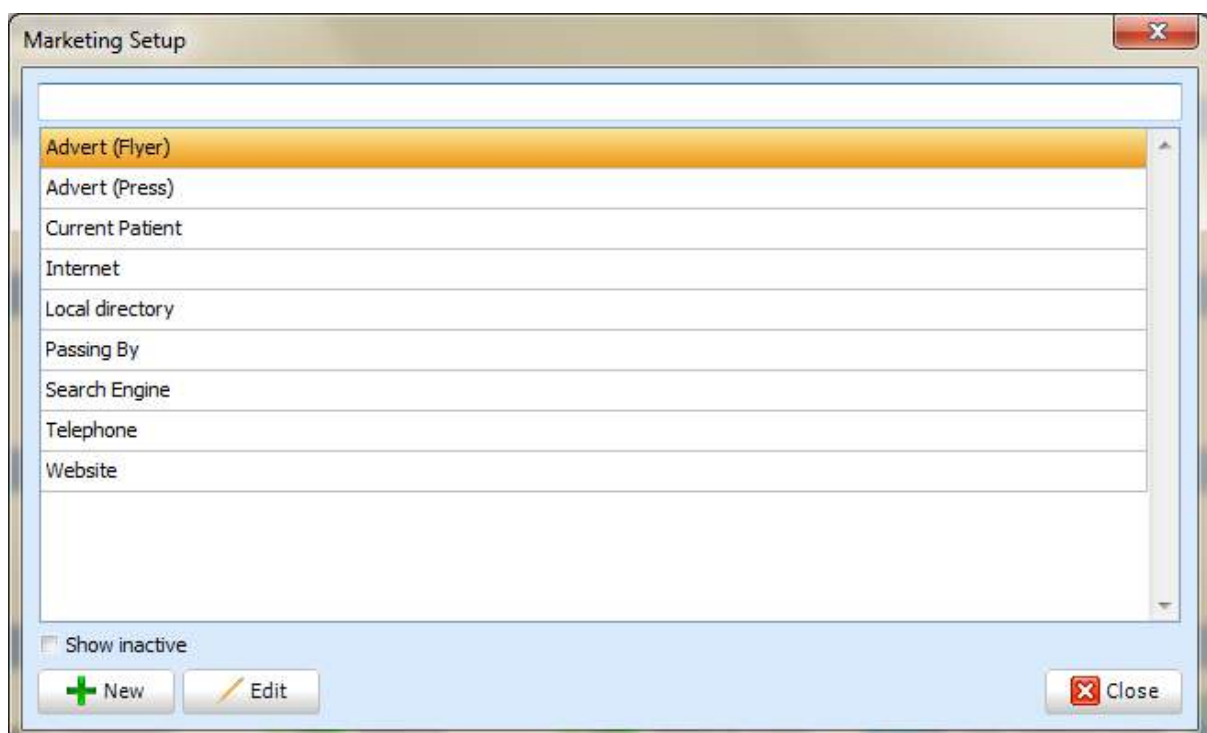 Marketing Setup
Advert (Flyer)
Advert (Press)
Current Patient
Internet
Local directory
Passing By
Search Engine
Telephone
Website
Show inactive
New Edit Close